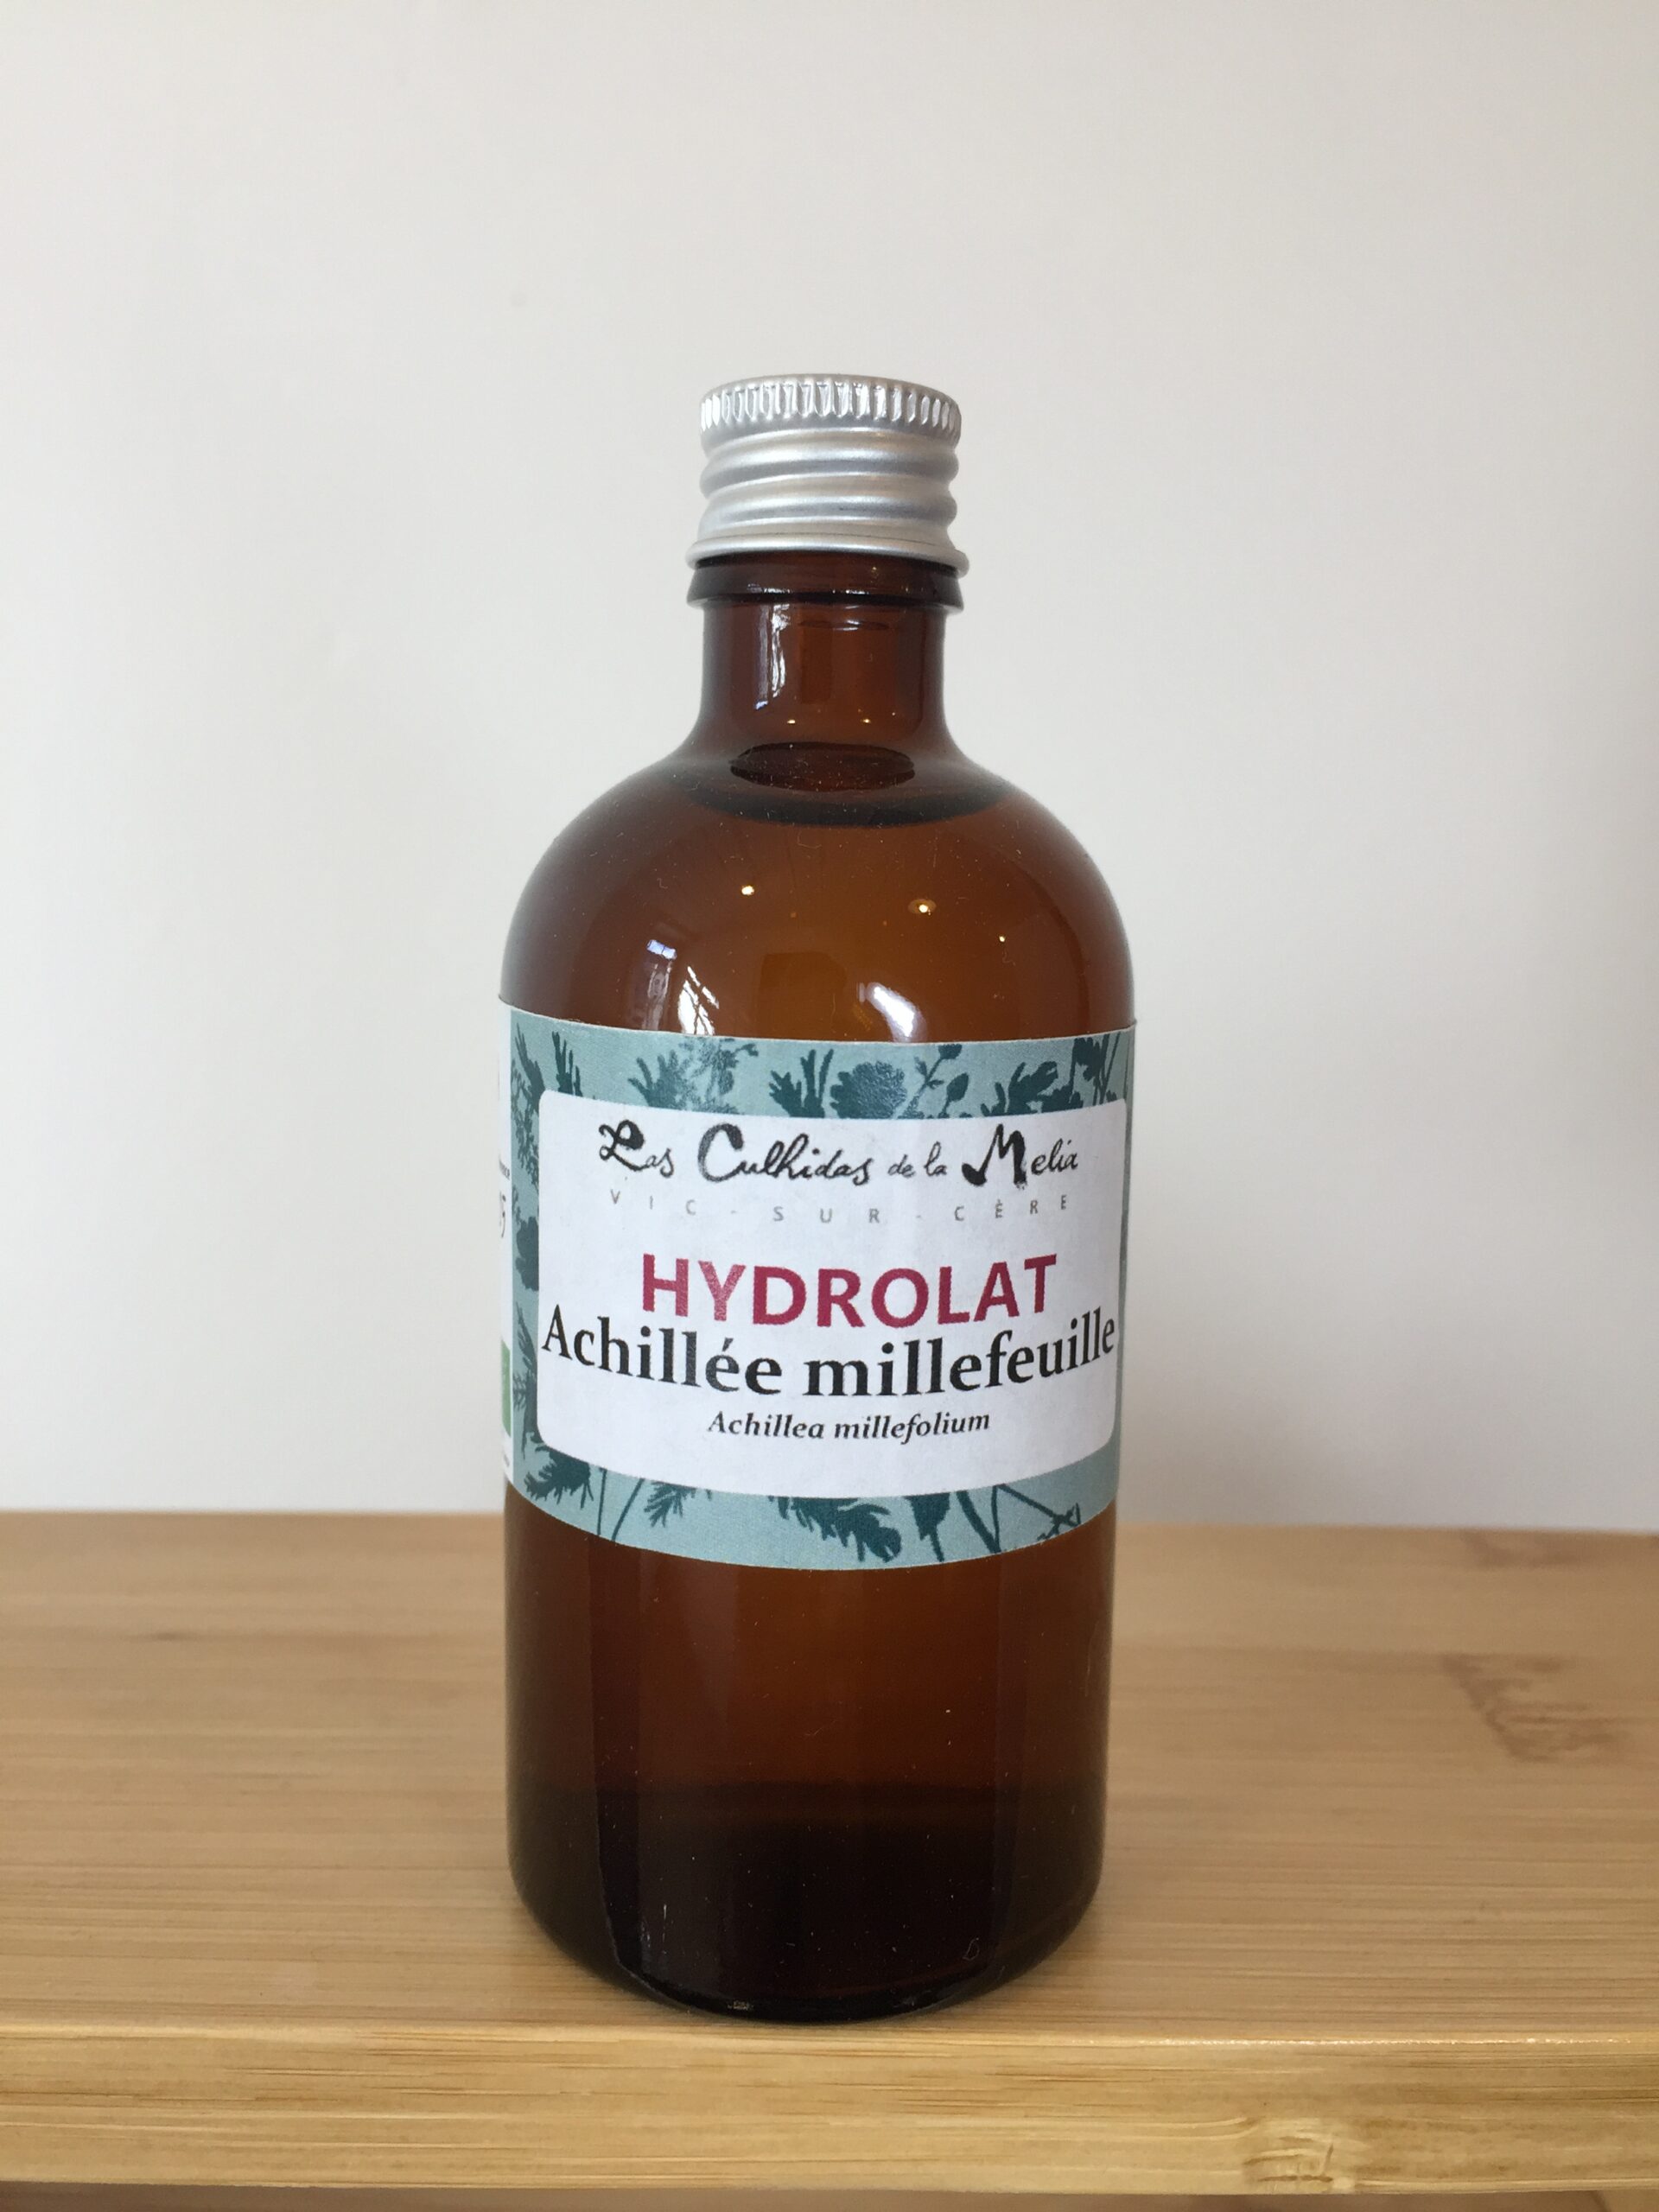 Las Culhidas de la Melia
VIC-SUR-CÈRE
HYDROLAT
Achillée millefeuille
Achillea millefolium